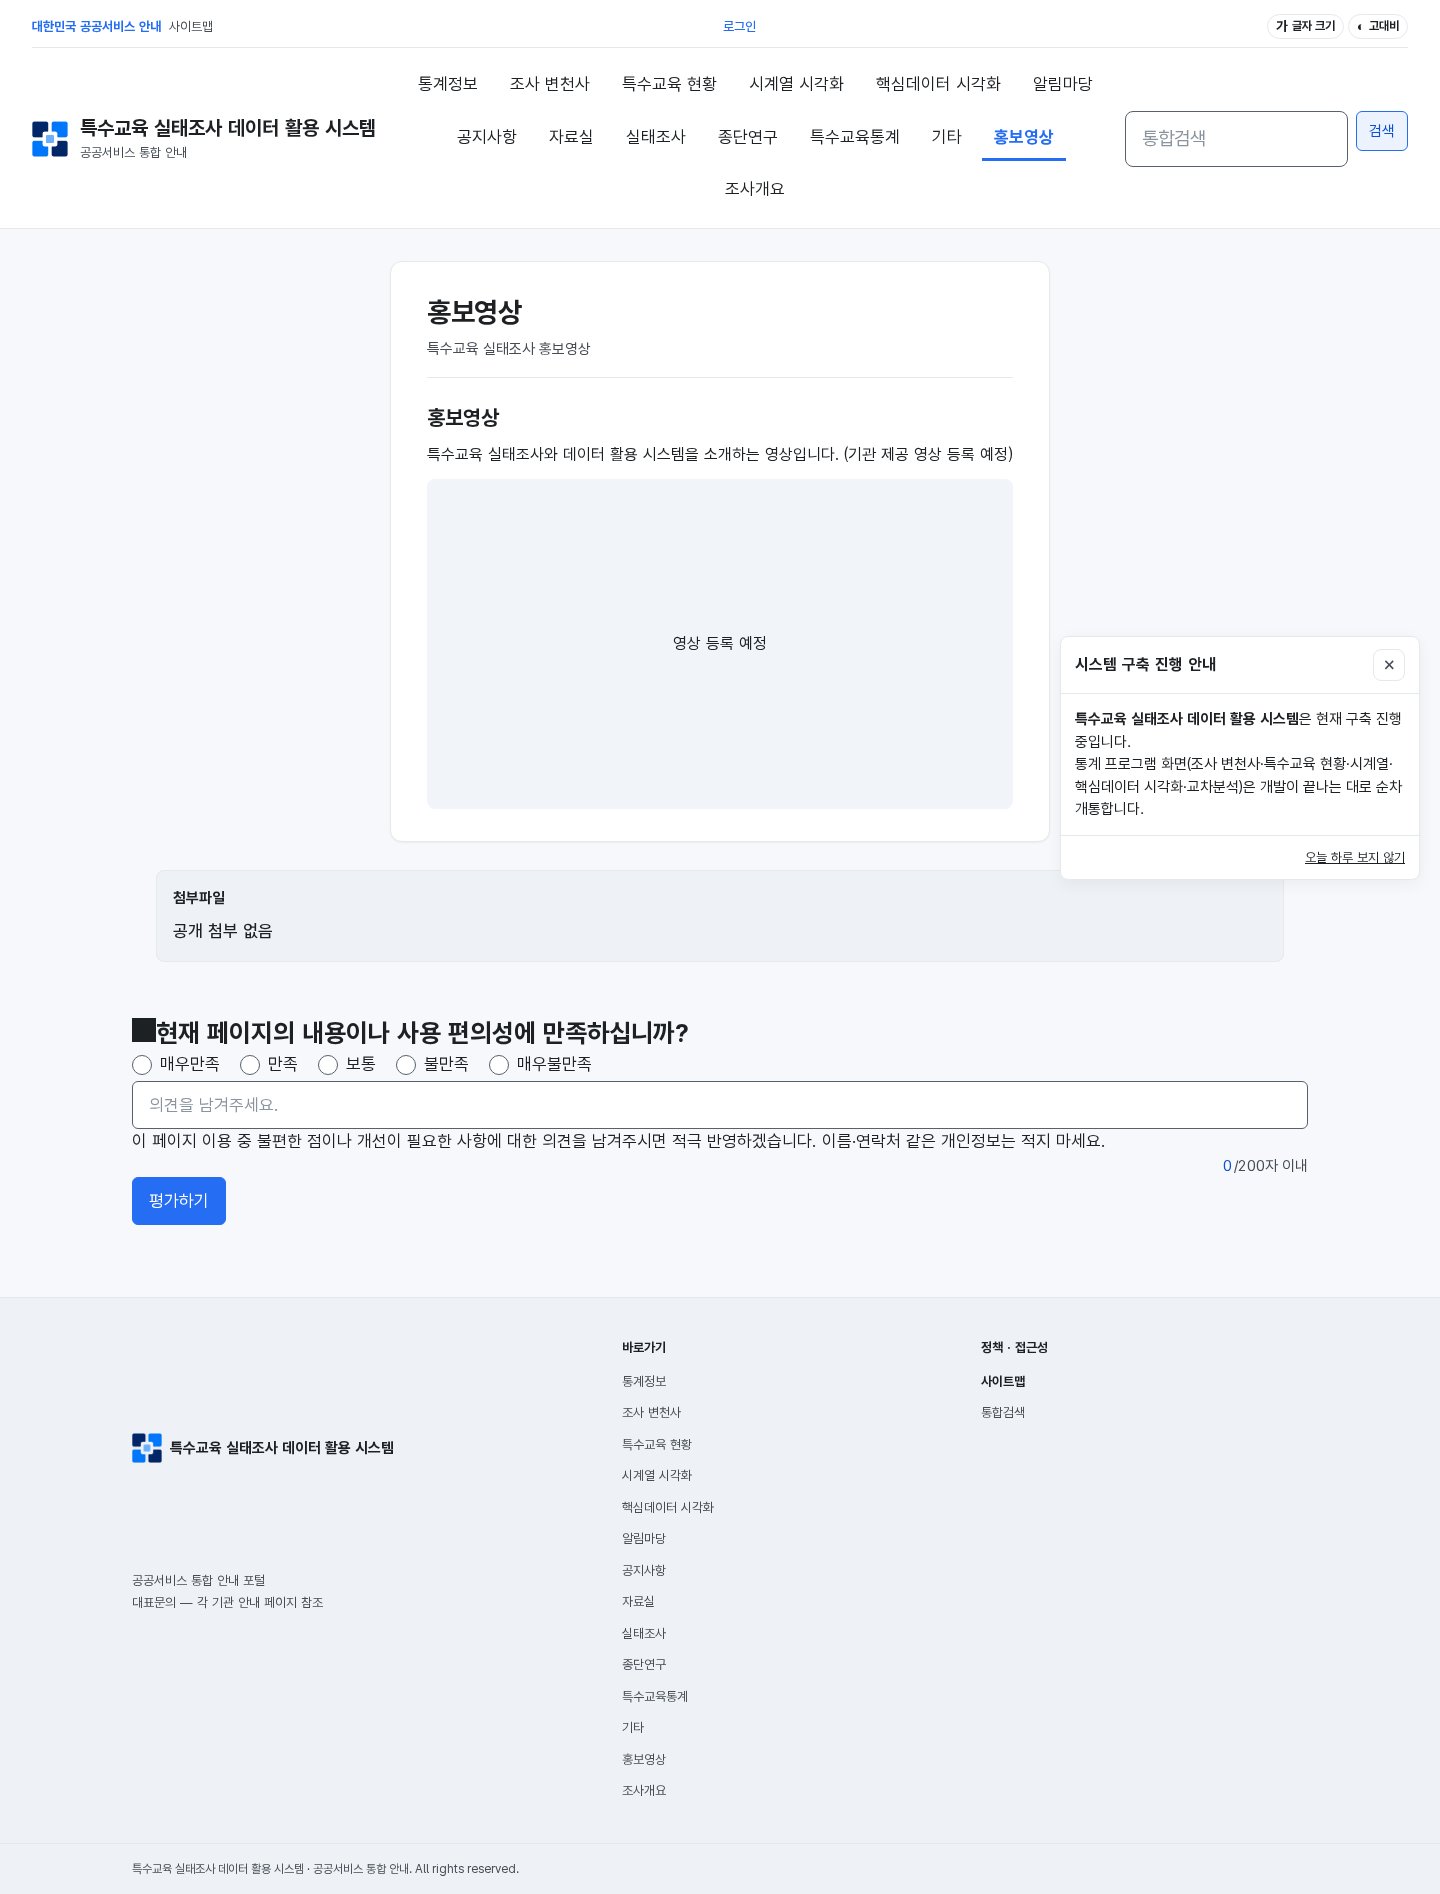 대한민국 공공서비스 안내 사이트맵
로그인
가 글자 크기
고대비
특수교육 실태조사 데이터 활용 시스템
공공서비스 통합 안내
통계정보 조사 변천사 특수교육 현황 시계열 시각화 핵심데이터 시각화 알림마당
공지사항 자료실 실태조사 종단연구 특수교육통계 기타 홍보영상
조사개요
통합검색
검색
홍보영상
특수교육 실태조사 홍보영상
홍보영상
특수교육 실태조사와 데이터 활용 시스템을 소개하는 영상입니다. (기관 제공 영상 등록 예정)
영상 등록 예정
시스템 구축 진행 안내
×
특수교육 실태조사 데이터 활용 시스템은 현재 구축 진행
중입니다.
통계 프로그램 화면(조사 변천사·특수교육 현황·시계열·
핵심데이터 시각화·교차분석)은 개발이 끝나는 대로 순차
개통합니다.
오늘 하루 보지 않기
첨부파일
공개 첨부 없음
현재 페이지의 내용이나 사용 편의성에 만족하십니까?
매우만족 만족 보통 불만족 매우불만족
의견을 남겨주세요.
이 페이지 이용 중 불편한 점이나 개선이 필요한 사항에 대한 의견을 남겨주시면 적극 반영하겠습니다. 이름·연락처 같은 개인정보는 적지 마세요.
0/200자 이내
평가하기
특수교육 실태조사 데이터 활용 시스템
공공서비스 통합 안내 포털
대표문의 — 각 기관 안내 페이지 참조
바로가기
통계정보
조사 변천사
특수교육 현황
시계열 시각화
핵심데이터 시각화
알림마당
공지사항
자료실
실태조사
종단연구
특수교육통계
기타
홍보영상
조사개요
정책 · 접근성
사이트맵
통합검색
특수교육 실태조사 데이터 활용 시스템 · 공공서비스 통합 안내. All rights reserved.